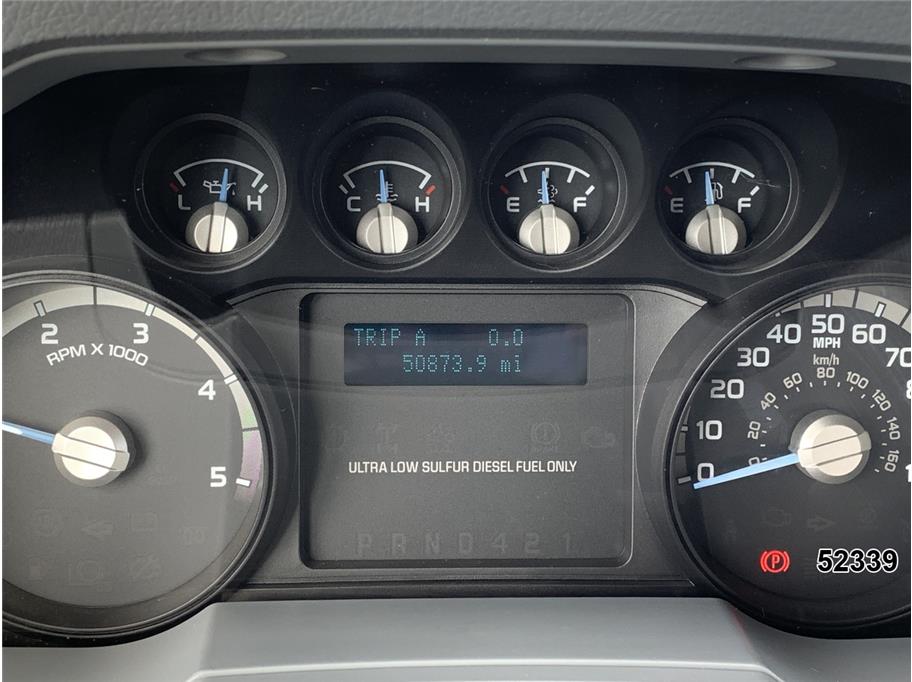 L H
C H
E F
E F
TRIP A 0.0
50873.9 mi
ULTRA LOW SULFUR DIESEL FUEL ONLY
P R N D 4 2 1
2 3 4 5
RPM X 1000
0 10 20 30 40 50 60 70
MPH
km/h
20 40 60 80 100 120 140 160
P
52339